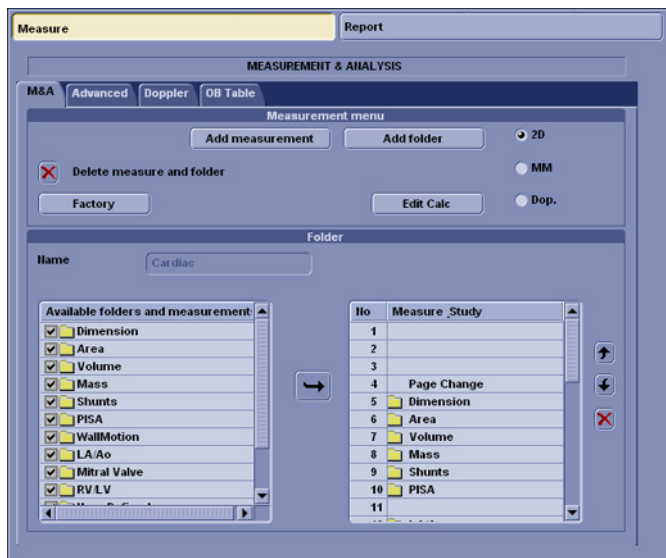 Measure
Report
MEASUREMENT & ANALYSIS
M&A
Advanced
Doppler
OB Table
Measurement menu
Add measurement
Add folder
2D
Delete measure and folder
MM
Factory
Edit Calc
Dop.
Folder
Name
Cardiac
Available folders and measurement
Dimension
Area
Volume
Mass
Shunts
PISA
WallMotion
LA/Ao
Mitral Valve
RV/LV
No Measure_Study
1
2
3
4 Page Change
5 Dimension
6 Area
7 Volume
8 Mass
9 Shunts
10 PISA
11